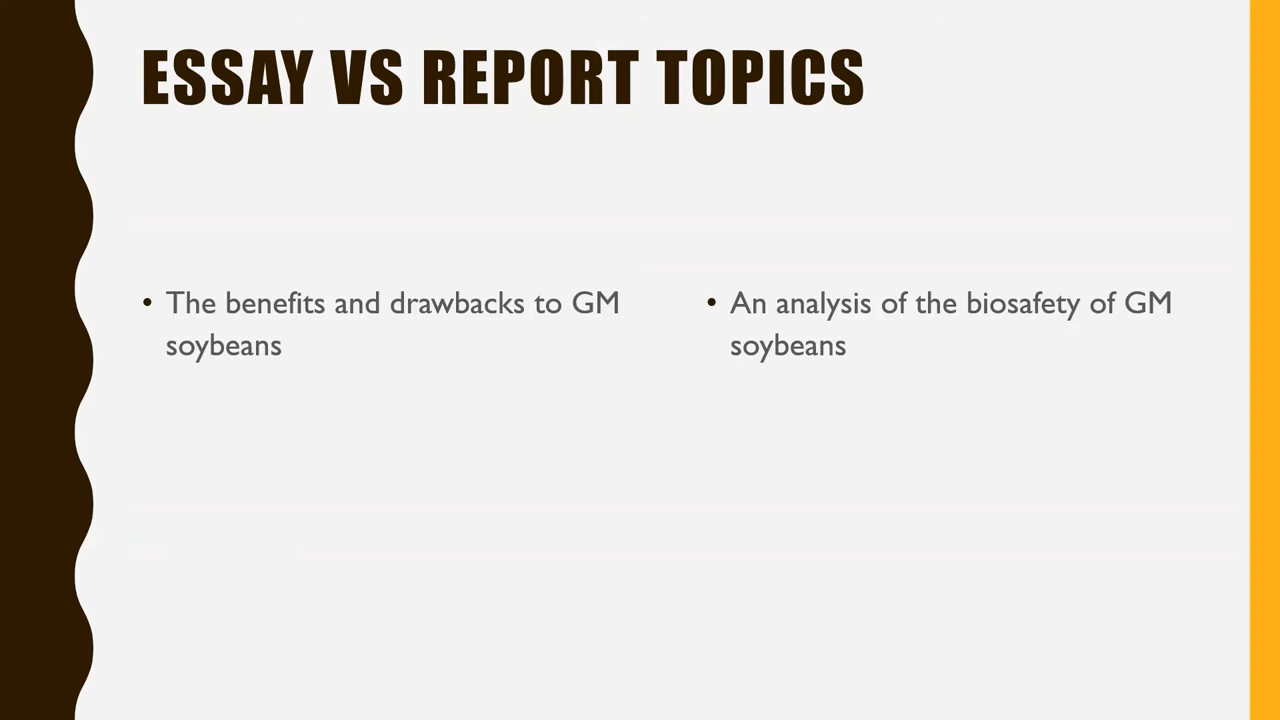 ESSAY VS REPORT TOPICS
• The benefits and drawbacks to GM
soybeans
• An analysis of the biosafety of GM
soybeans